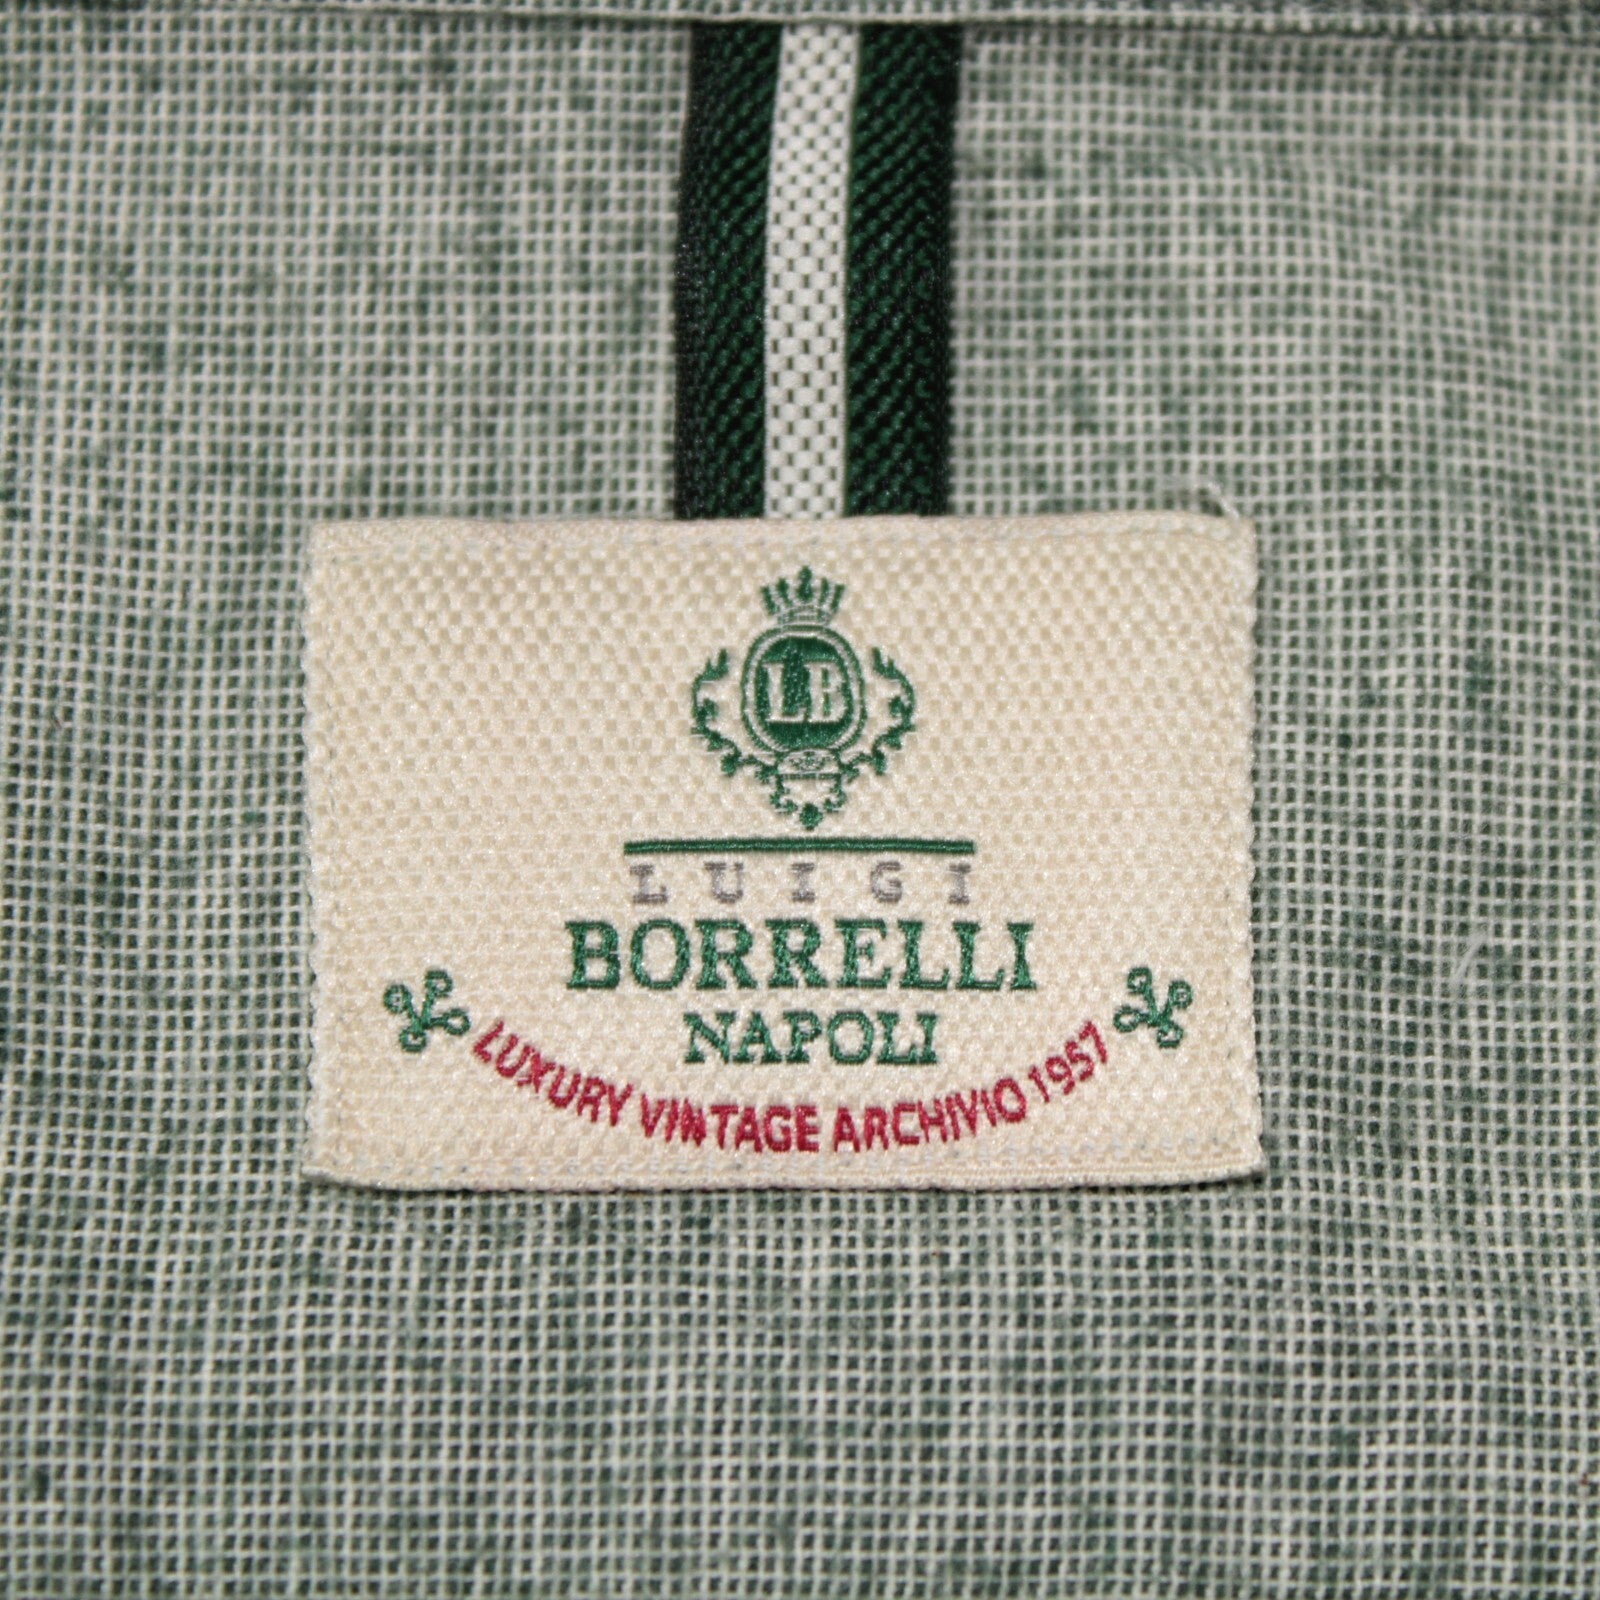 LB
LUIGI
BORRELLI
NAPOLI
LUXURY VINTAGE ARCHIVIO 1957